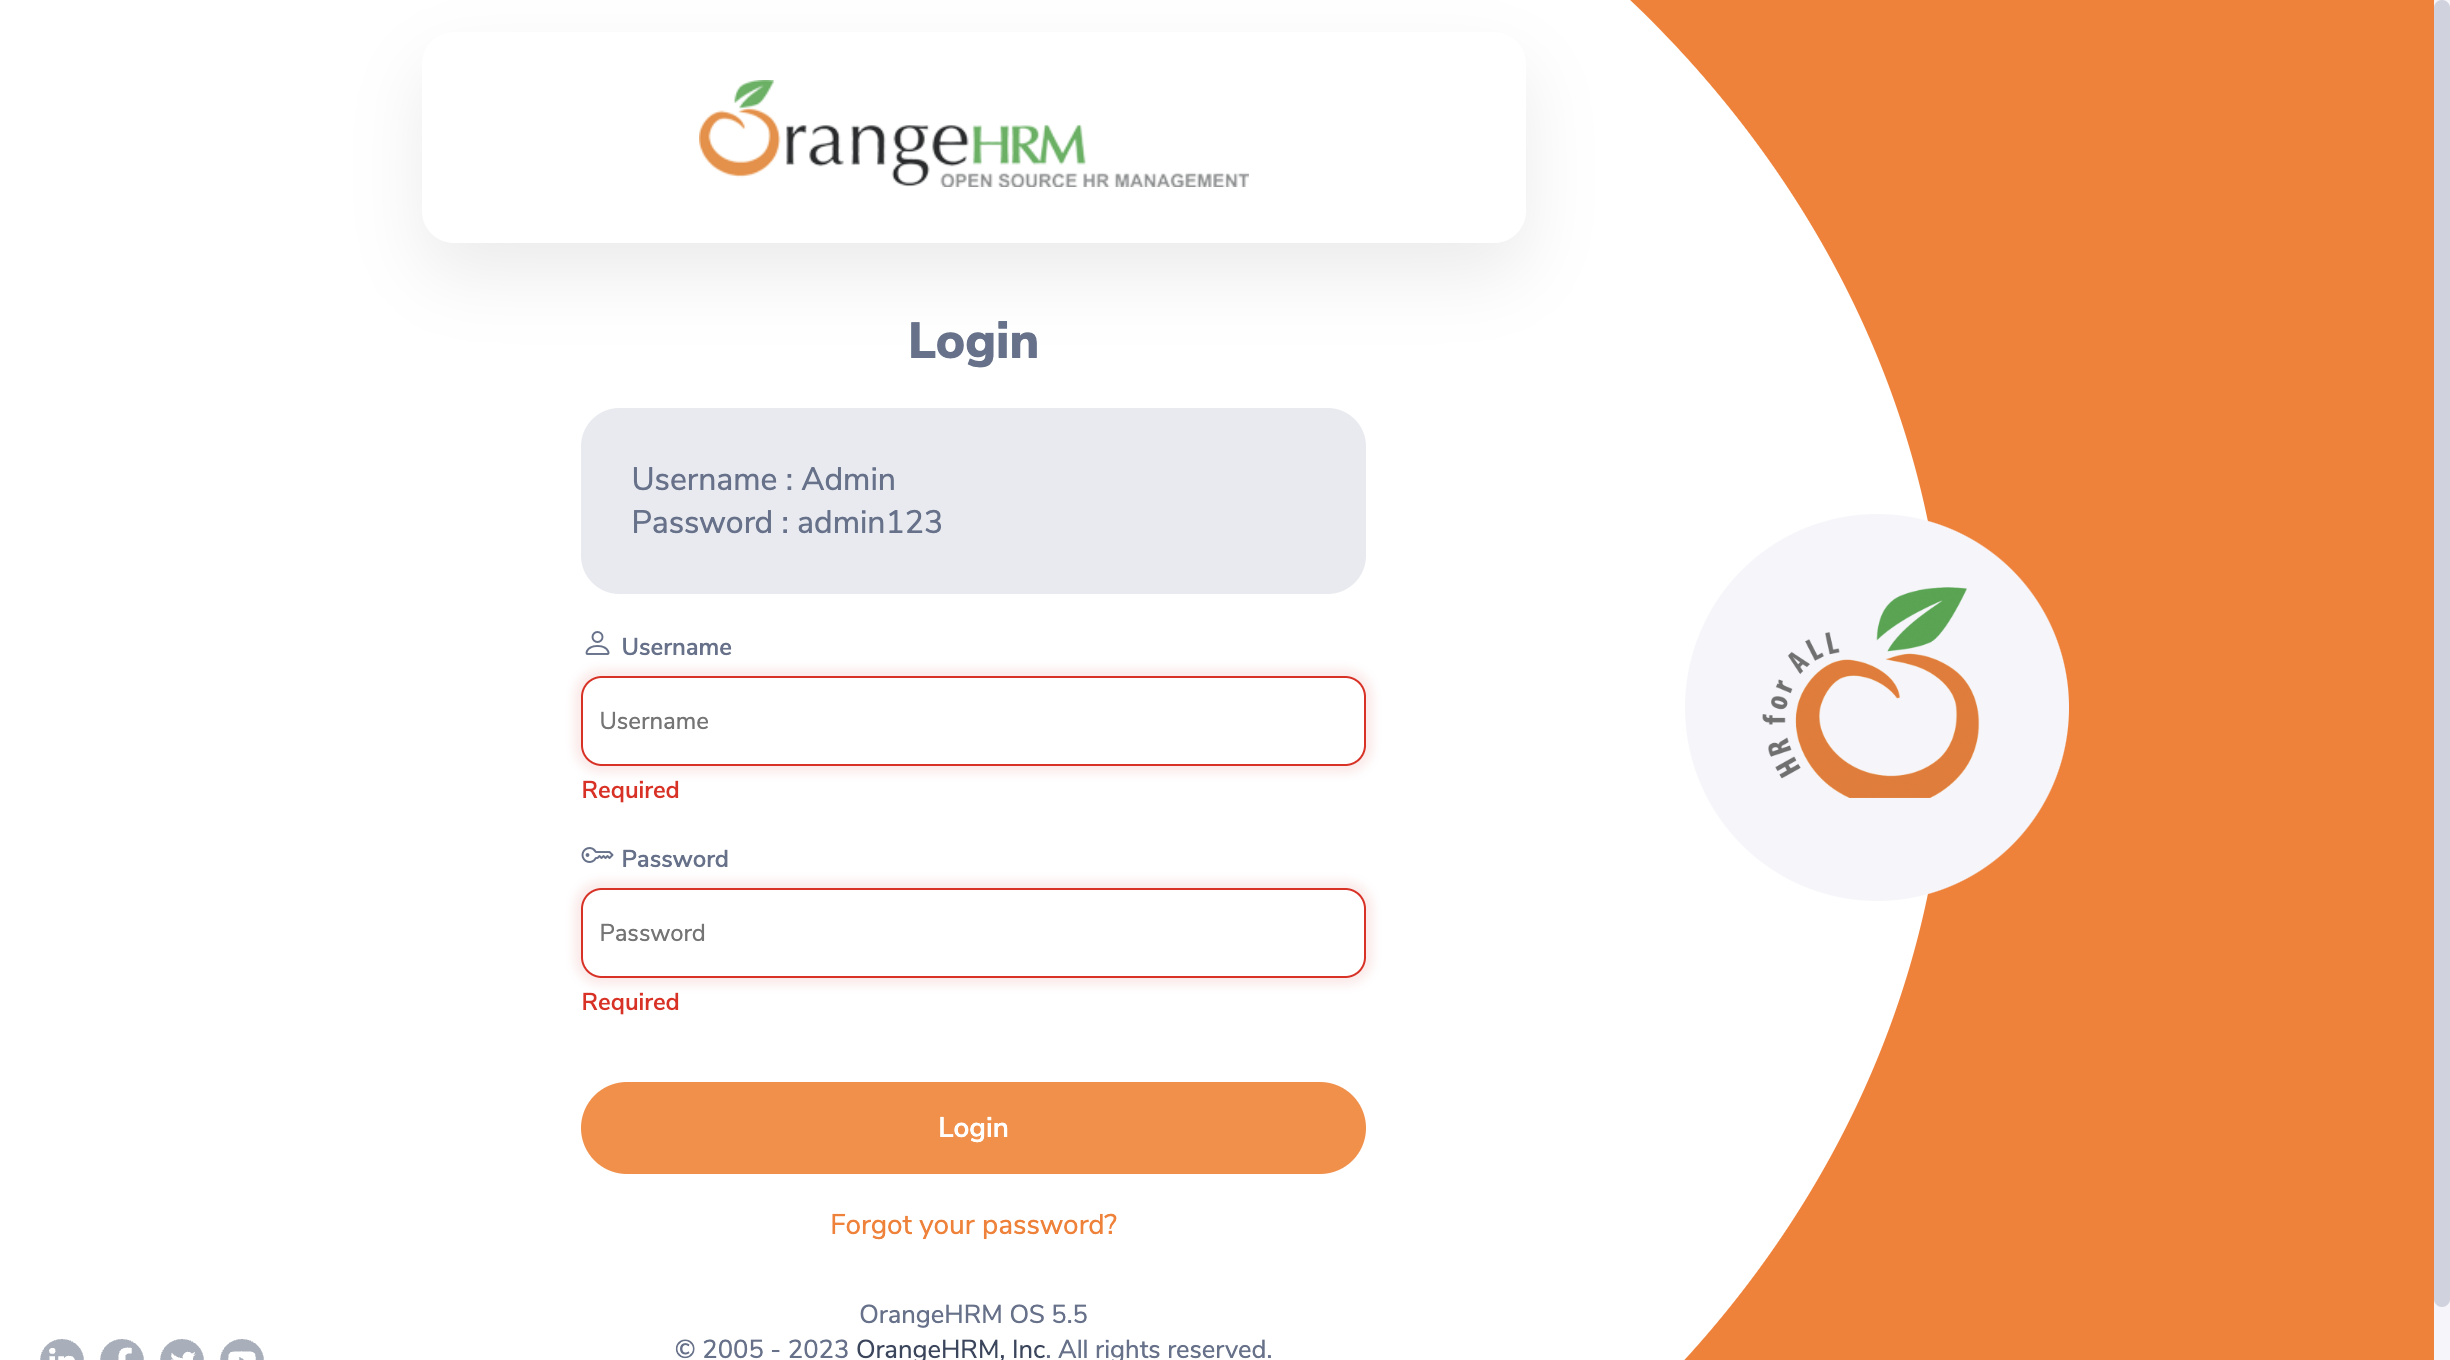 OrangeHRM
OPEN SOURCE HR MANAGEMENT
Login
Username : Admin
Password : admin123
Username
Username
Required
Password
Password
Required
Login
Forgot your password?
OrangeHRM OS 5.5
© 2005 - 2023 OrangeHRM, Inc. All rights reserved.
HR for ALL